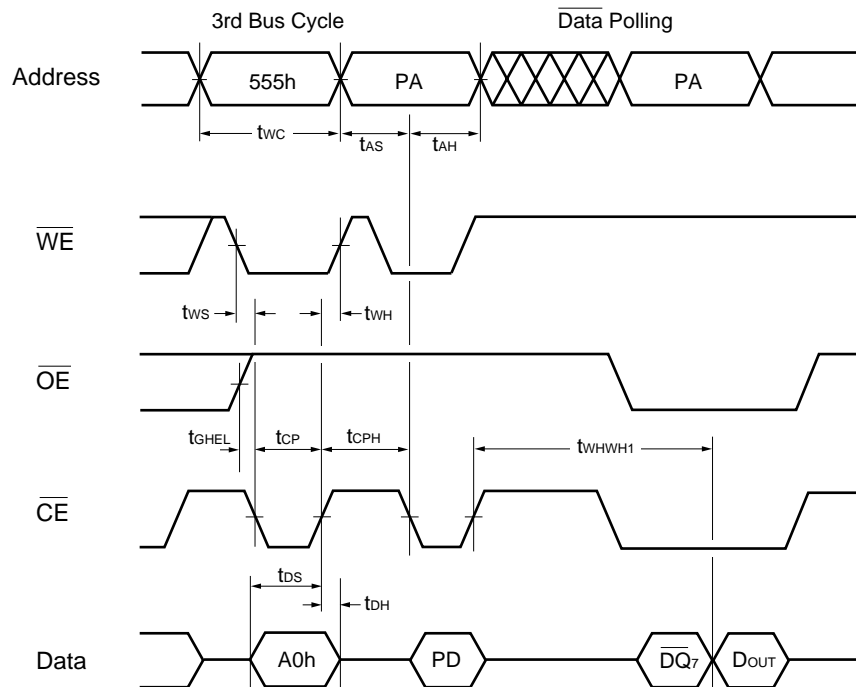 3rd Bus Cycle
Data Polling
Address
555h
PA
PA
tWC
tAS
tAH
WE
tWS
tWH
OE
tGHEL
tCP
tCPH
tWHWH1
CE
tDS
tDH
Data
A0h
PD
DQ7
DOUT